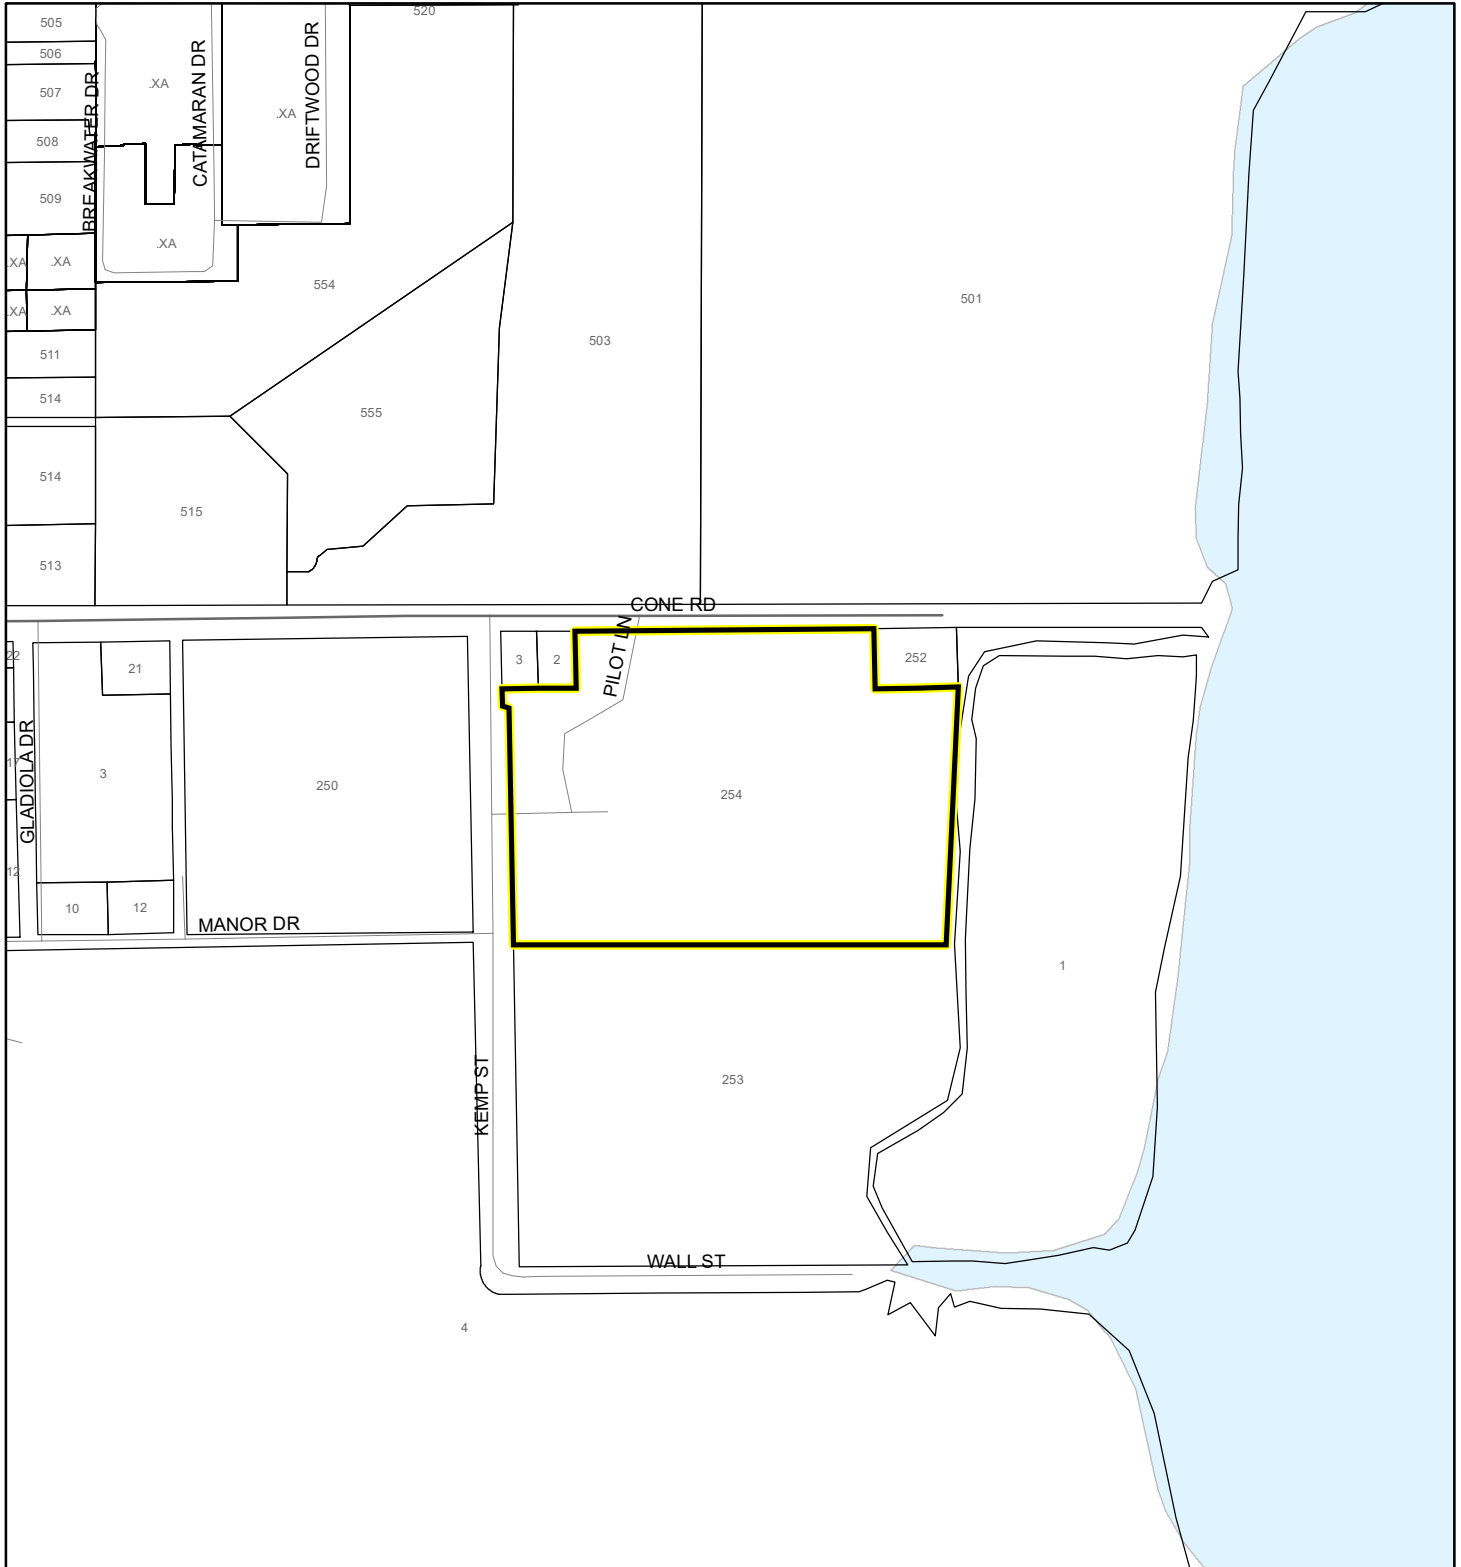 520
505
506
507
508
509
BREAKWATER DR
CATAMARAN DR
DRIFTWOOD DR
.XA
.XA
.XA
.XA
.XA
.XA
.XA
554
501
503
511
514
555
514
515
513
CONE RD
PILOT LN
22
21
3
2
252
GLADIOLA DR
17
3
250
254
12
10
12
MANOR DR
1
KEMP ST
253
WALL ST
4